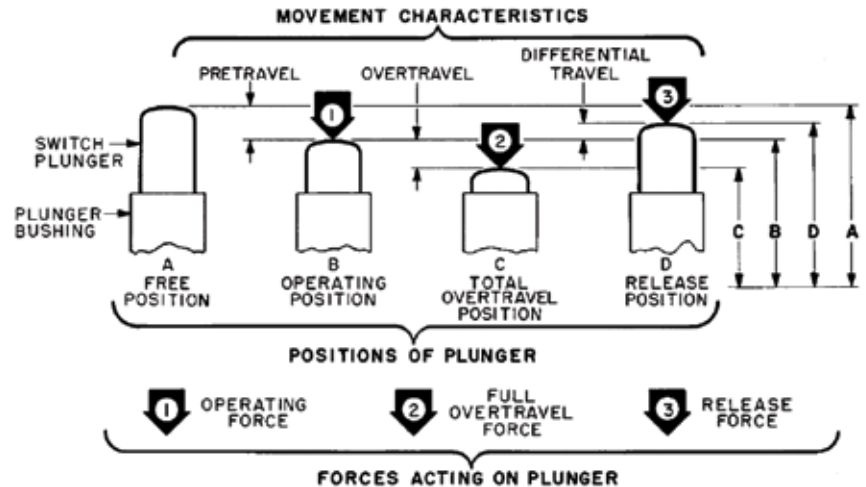 MOVEMENT CHARACTERISTICS
PRETRAVEL
OVERTRAVEL
DIFFERENTIAL
TRAVEL
1
2
3
SWITCH
PLUNGER
PLUNGER
BUSHING
A
FREE
POSITION
B
OPERATING
POSITION
C
TOTAL
OVERTRAVEL
POSITION
D
RELEASE
POSITION
C
B
D
A
POSITIONS OF PLUNGER
1
OPERATING
FORCE
2
FULL
OVERTRAVEL
FORCE
3
RELEASE
FORCE
FORCES ACTING ON PLUNGER